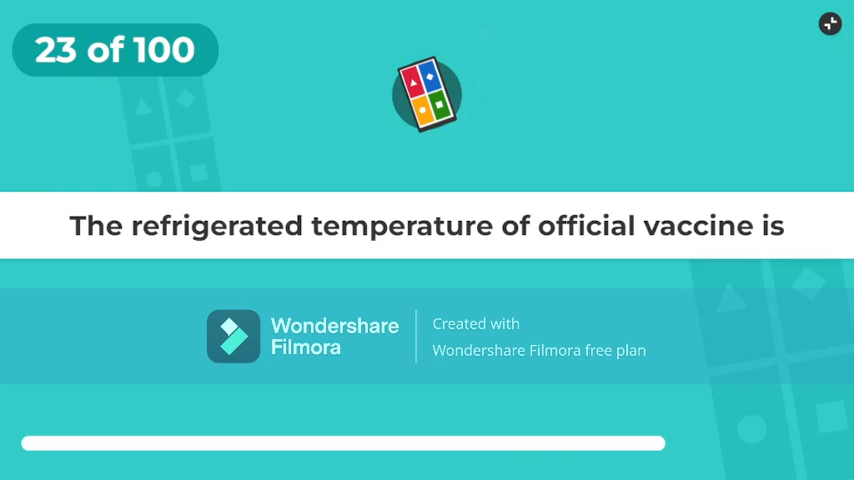 23 of 100
The refrigerated temperature of official vaccine is
Wondershare
Filmora
Created with
Wondershare Filmora free plan